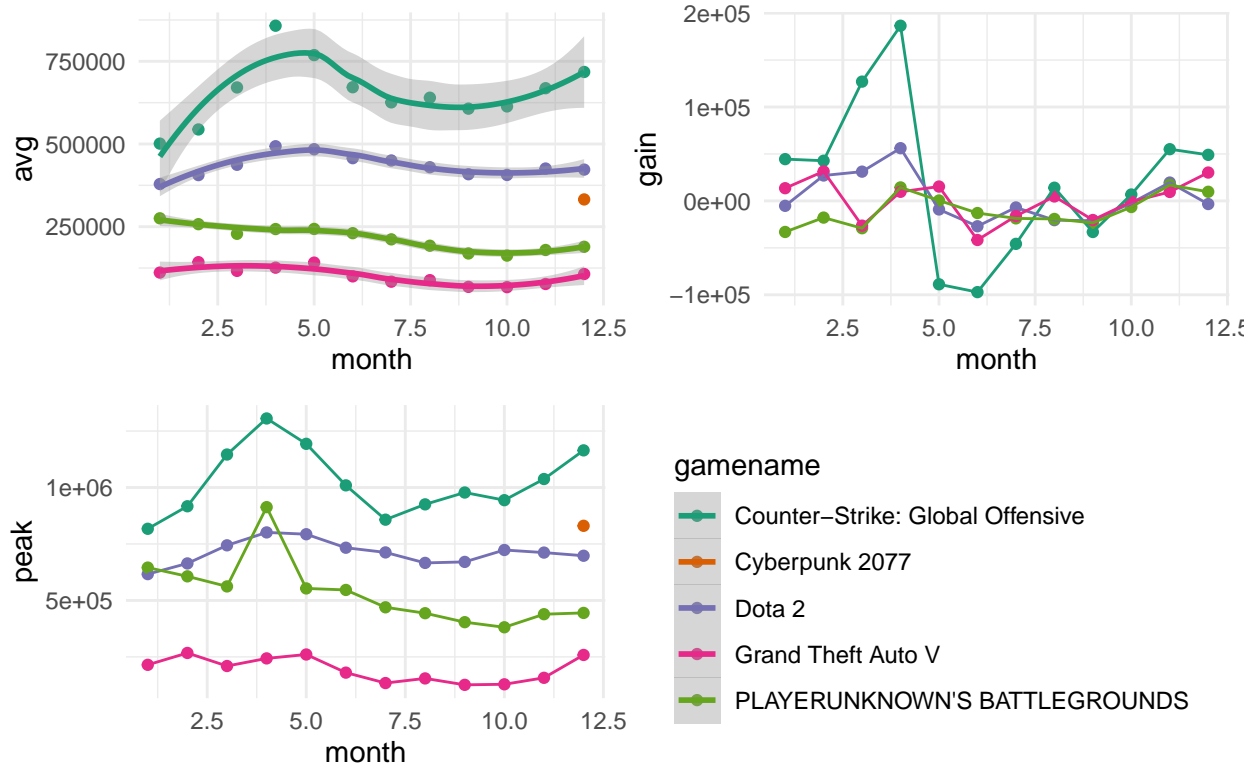 750000
500000
250000
avg
2.5 5.0 7.5 10.0 12.5
month
2e+05
1e+05
0e+00
−1e+05
gain
2.5 5.0 7.5 10.0 12.5
month
1e+06
5e+05
peak
2.5 5.0 7.5 10.0 12.5
month
gamename
Counter−Strike: Global Offensive
Cyberpunk 2077
Dota 2
Grand Theft Auto V
PLAYERUNKNOWN'S BATTLEGROUNDS